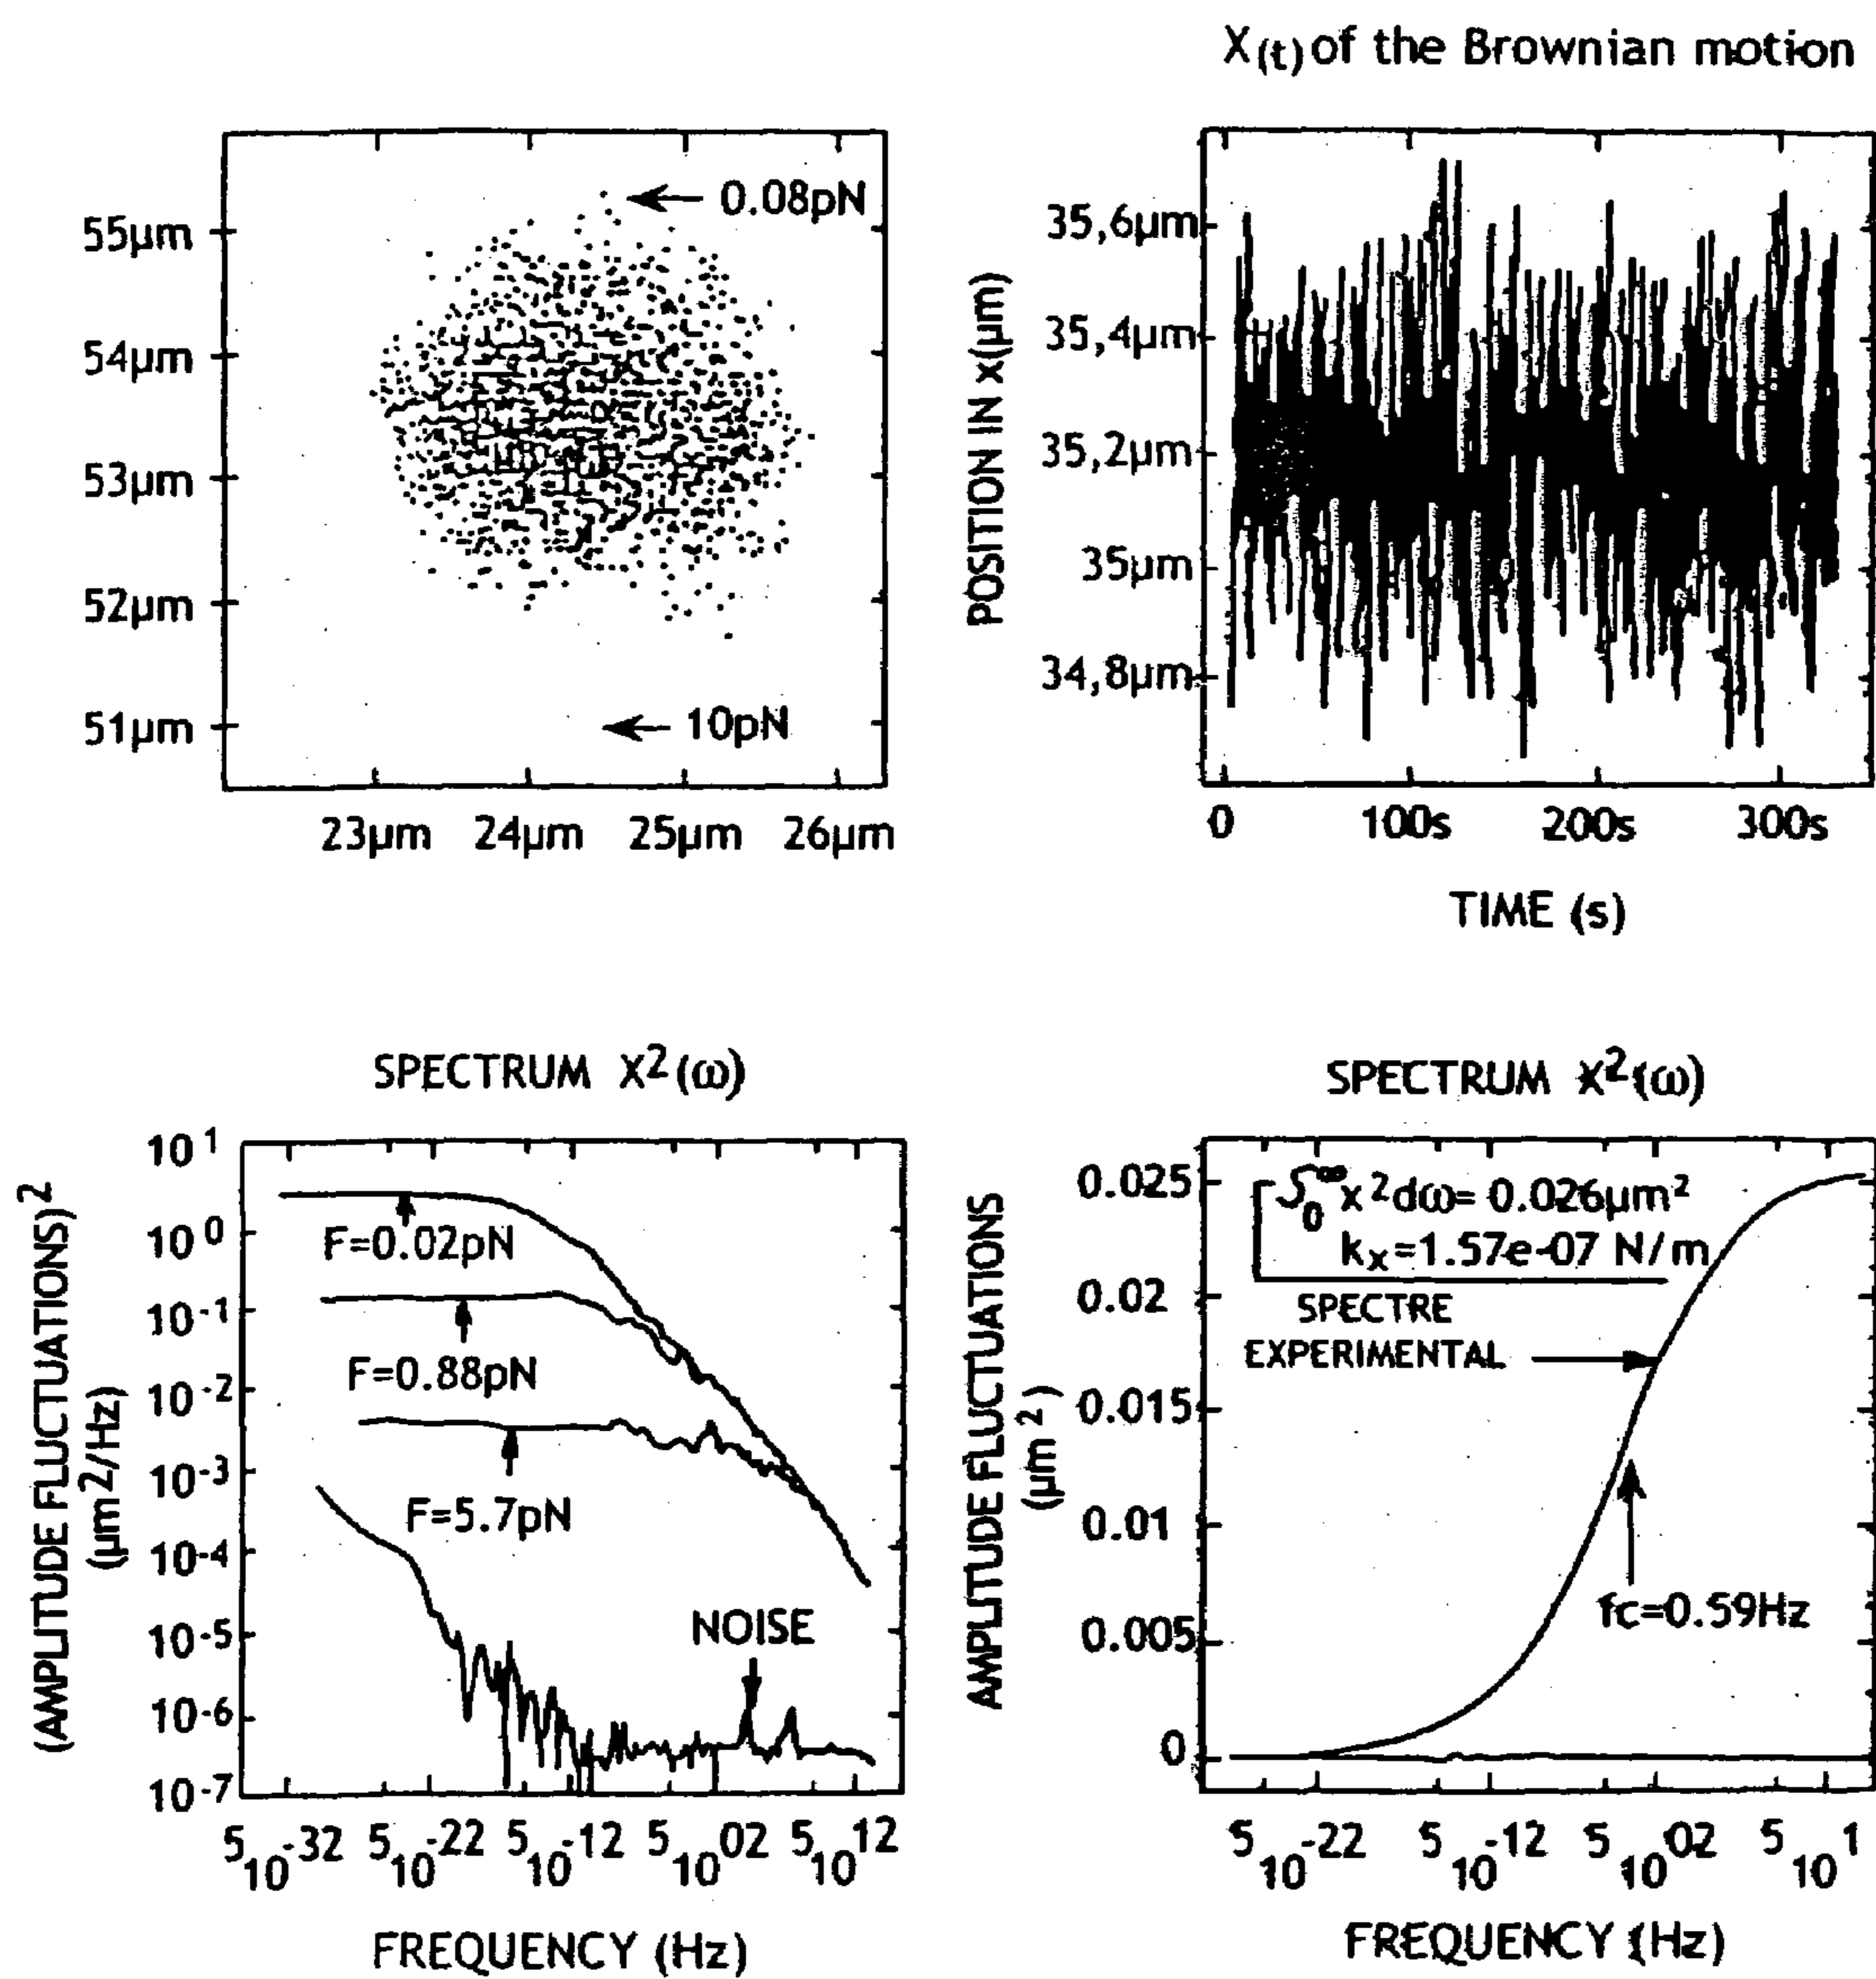 X(t) of the Brownian motion
0.08pN
55µm
54µm
53µm
52µm
51µm
10pN
23µm 24µm 25µm 26µm
POSITION IN x(µm)
35,6µm
35,4µm
35,2µm
35µm
34,8µm
0 100s 200s 300s
TIME (s)
SPECTRUM X²(ω)
(AMPLITUDE FLUCTUATIONS)²
(µm2/Hz)
10¹
10⁰
10⁻¹
10⁻²
10⁻³
10⁻⁴
10⁻⁵
10⁻⁶
10⁻⁷
F=0.02pN
F=0.88pN
F=5.7pN
NOISE
5 10⁻³2 5 10⁻²2 5 10⁻¹2 5 10⁰2 5 10¹2
FREQUENCY (Hz)
SPECTRUM X²(ω)
AMPLITUDE FLUCTUATIONS
(µm²)
0.025
0.02
0.015
0.01
0.005
0
∫₀^∞ x²dω= 0.026µm²
kx=1.57e-07 N/m
SPECTRE
EXPERIMENTAL
fc=0.59Hz
5 10⁻²2 5 10⁻¹2 5 10⁰2 5 10¹
FREQUENCY (Hz)